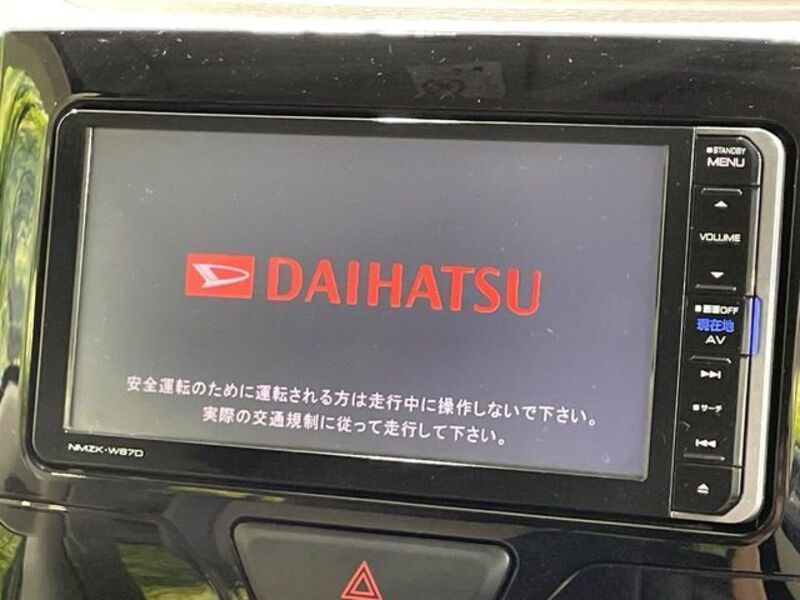 DAIHATSU
安全運転のために運転される方は走行中に操作しないで下さい。
実際の交通規制に従って走行して下さい。
NMZK-W67D
STANDBY
MENU
VOLUME
画面OFF
現在地
AV
サーチ